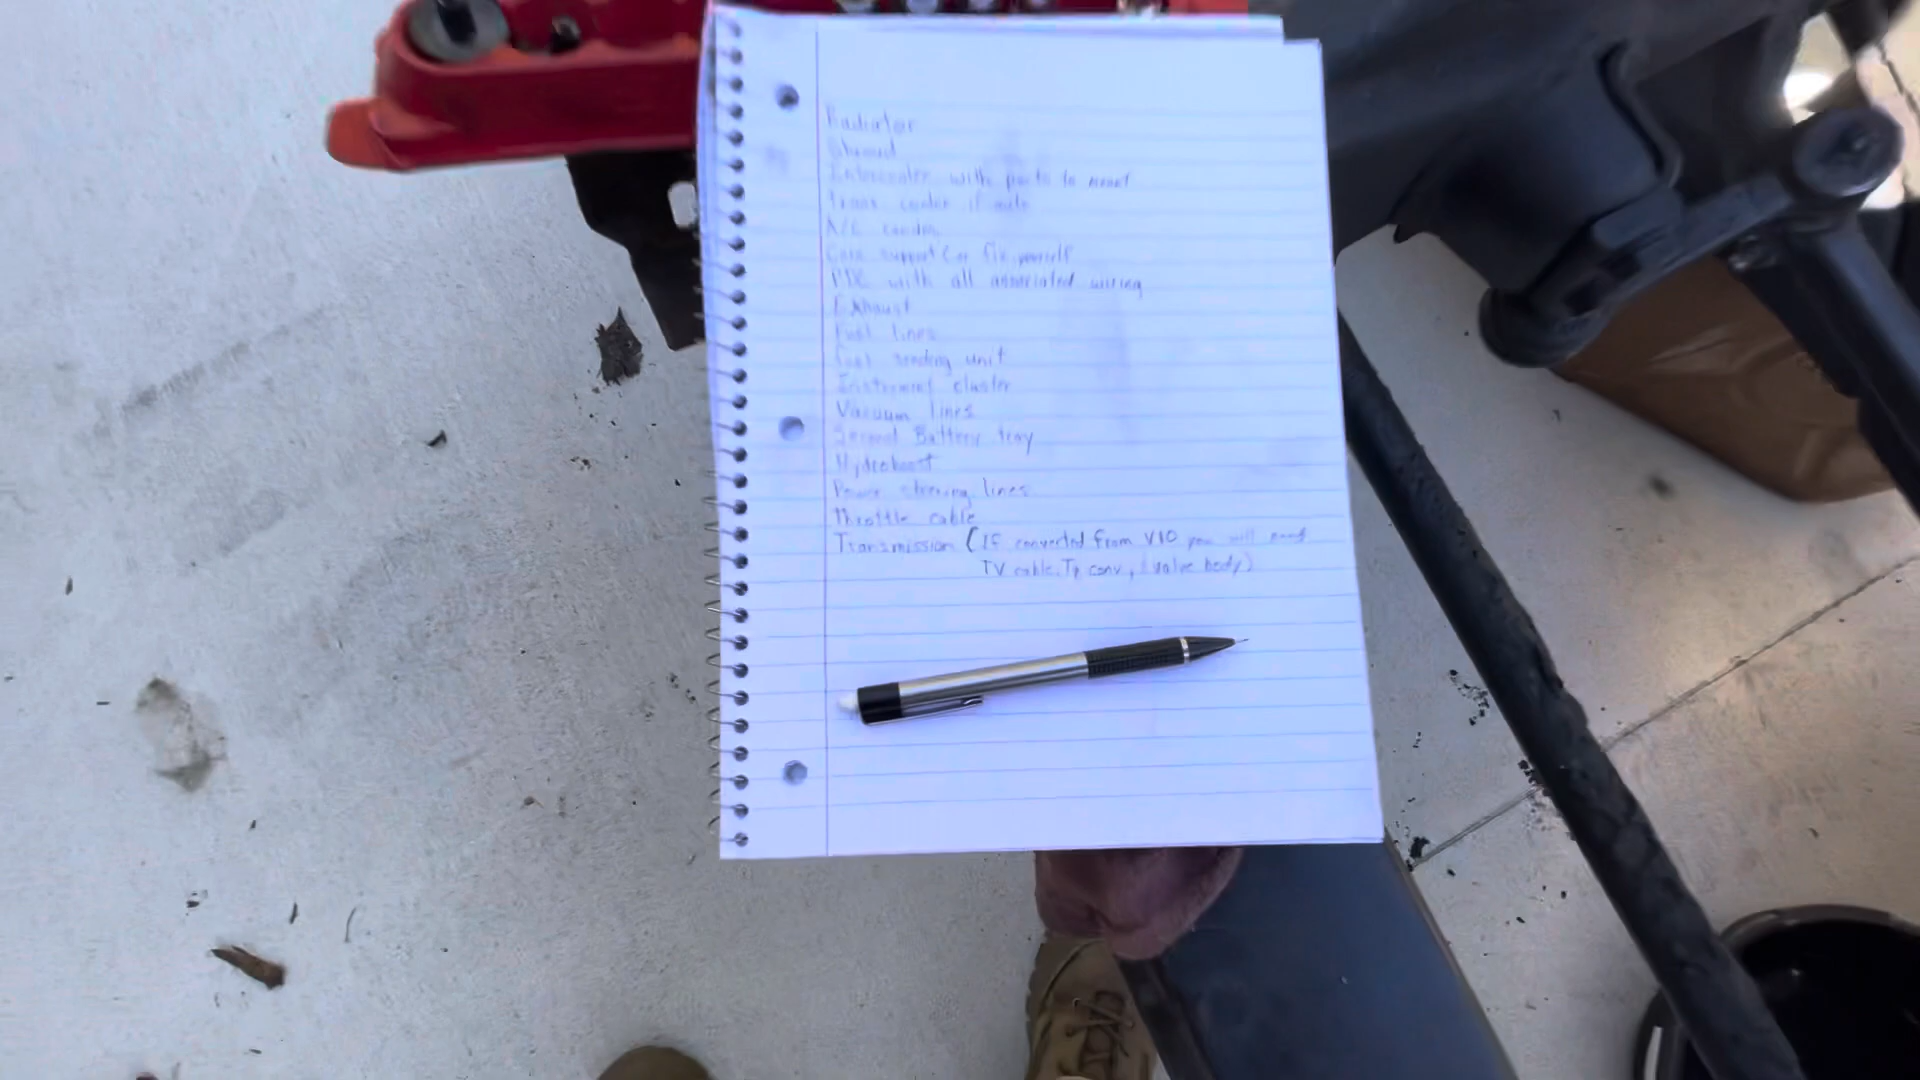 Radiator
Shroud
Intercooler with parts to mount
Trans cooler if auto
A/C conden
Core support (or fix yourself
PDC with all associated wiring
Exhaust
Fuel lines
Fuel sending unit
Instrument cluster
Vacuum lines
Second Battery tray
Hydroboost
Power steering lines
Throttle cable
Transmission (If converted from V10 you will need
TV cable, Tq conv, (valve body)